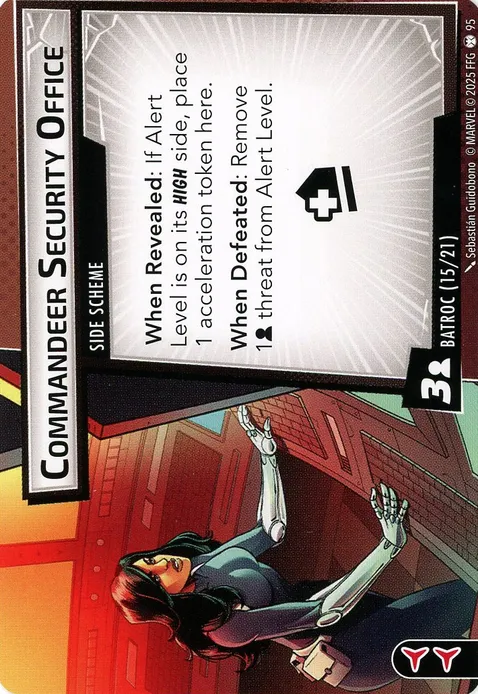 COMMANDEER SECURITY OFFICE
SIDE SCHEME
When Revealed: If Alert
Level is on its HIGH side, place
1 acceleration token here.
When Defeated: Remove
1 threat from Alert Level.
3
BATROC (15/21)
Sebastián Guidobono © MARVEL © 2025 FFG 95